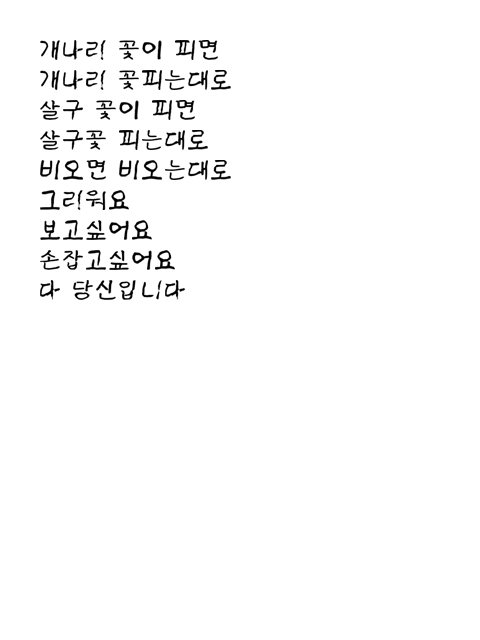 개나리 꽃이 피면
개나리 꽃피는대로
살구 꽃이 피면
살구꽃 피는대로
비오면 비오는대로
그리워요
보고싶어요
손잡고싶어요
다 당신입니다